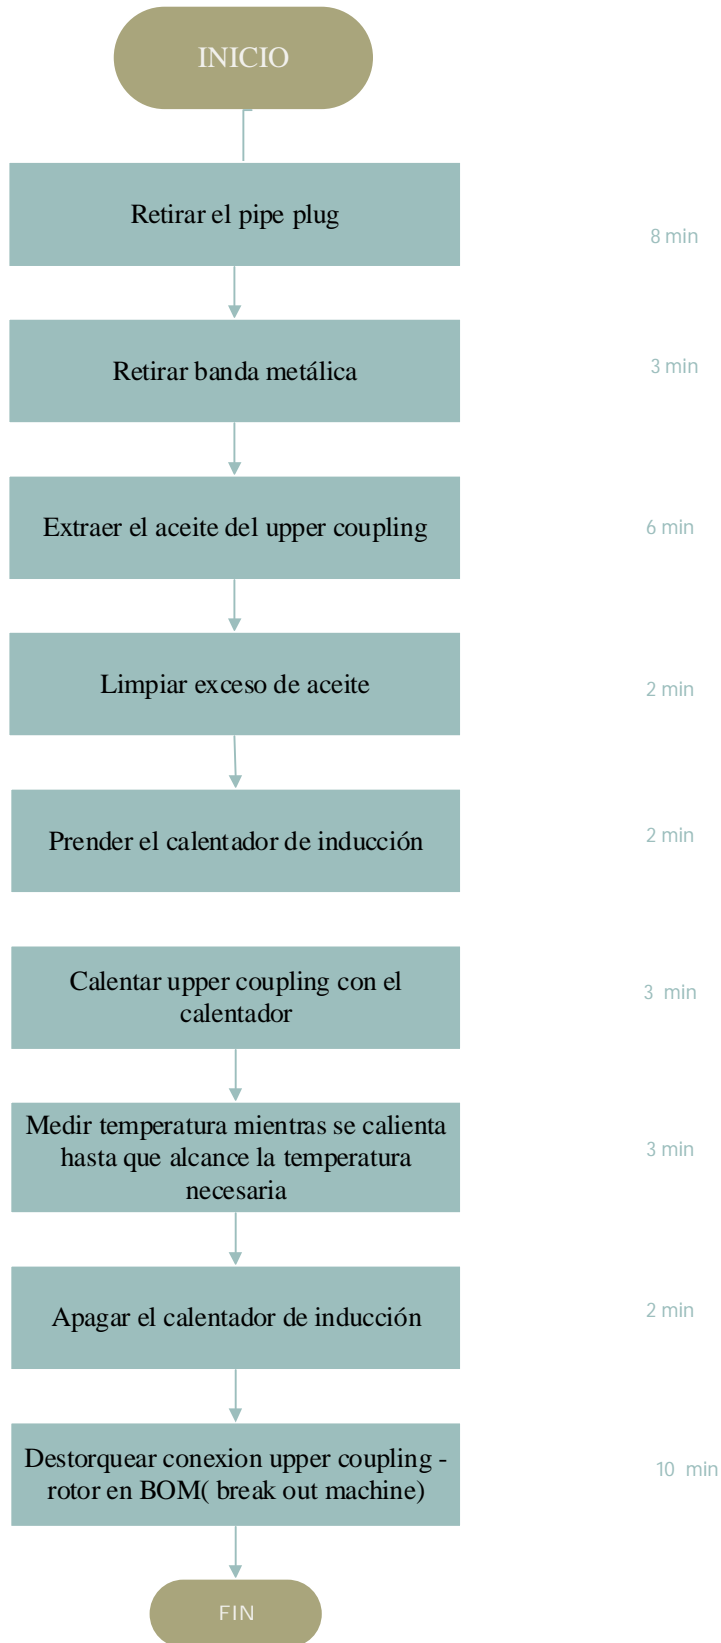 INICIO
Retirar el pipe plug
8 min
Retirar banda metálica
3 min
Extraer el aceite del upper coupling
6 min
Limpiar exceso de aceite
2 min
Prender el calentador de inducción
2 min
Calentar upper coupling con el
calentador
3 min
Medir temperatura mientras se calienta
hasta que alcance la temperatura
necesaria
3 min
Apagar el calentador de inducción
2 min
Destorquear conexion upper coupling -
rotor en BOM( break out machine)
10 min
FIN